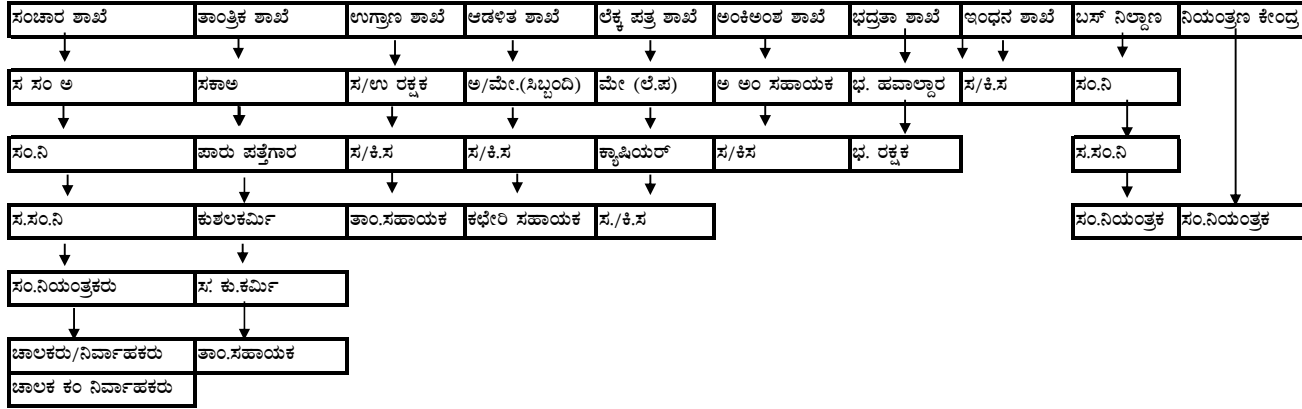 ಸಂಚಾರ ಶಾಖೆ ತಾಂತ್ರಿಕ ಶಾಖೆ ಉಗ್ರಾಣ ಶಾಖೆ ಆಡಳಿತ ಶಾಖೆ ಲೆಕ್ಕ ಪತ್ರ ಶಾಖೆ ಅಂಕಿಅಂಶ ಶಾಖೆ ಭದ್ರತಾ ಶಾಖೆ ಇಂಧನ ಶಾಖೆ ಬಸ್ ನಿಲ್ದಾಣ ನಿಯಂತ್ರಣ ಕೇಂದ್ರ
ಸ ಸಂ ಅ ಸಕಾಅ ಸ/ಉ ರಕ್ಷಕ ಅ/ಮೇ.(ಸಿಬ್ಬಂದಿ) ಮೇ (ಲೆ.ಪ) ಅ ಅಂ ಸಹಾಯಕ ಭ. ಹವಾಲ್ದಾರ ಸ/ಕಿ.ಸ ಸಂ.ನಿ
ಸಂ.ನಿ ಪಾರು ಪತ್ತೆಗಾರ ಸ/ಕಿ.ಸ ಸ/ಕಿ.ಸ ಕ್ಯಾಷಿಯರ್ ಸ/ಕಿಸ ಭ. ರಕ್ಷಕ ಸ.ಸಂ.ನಿ
ಸ.ಸಂ.ನಿ ಕುಶಲಕರ್ಮಿ ತಾಂ.ಸಹಾಯಕ ಕಛೇರಿ ಸಹಾಯಕ ಸ./ಕಿ.ಸ ಸಂ.ನಿಯಂತ್ರಕ ಸಂ.ನಿಯಂತ್ರಕ
ಸಂ.ನಿಯಂತ್ರಕರು ಸ. ಕು.ಕರ್ಮಿ
ಚಾಲಕರು/ನಿರ್ವಾಹಕರು ತಾಂ.ಸಹಾಯಕ
ಚಾಲಕ ಕಂ ನಿರ್ವಾಹಕರು